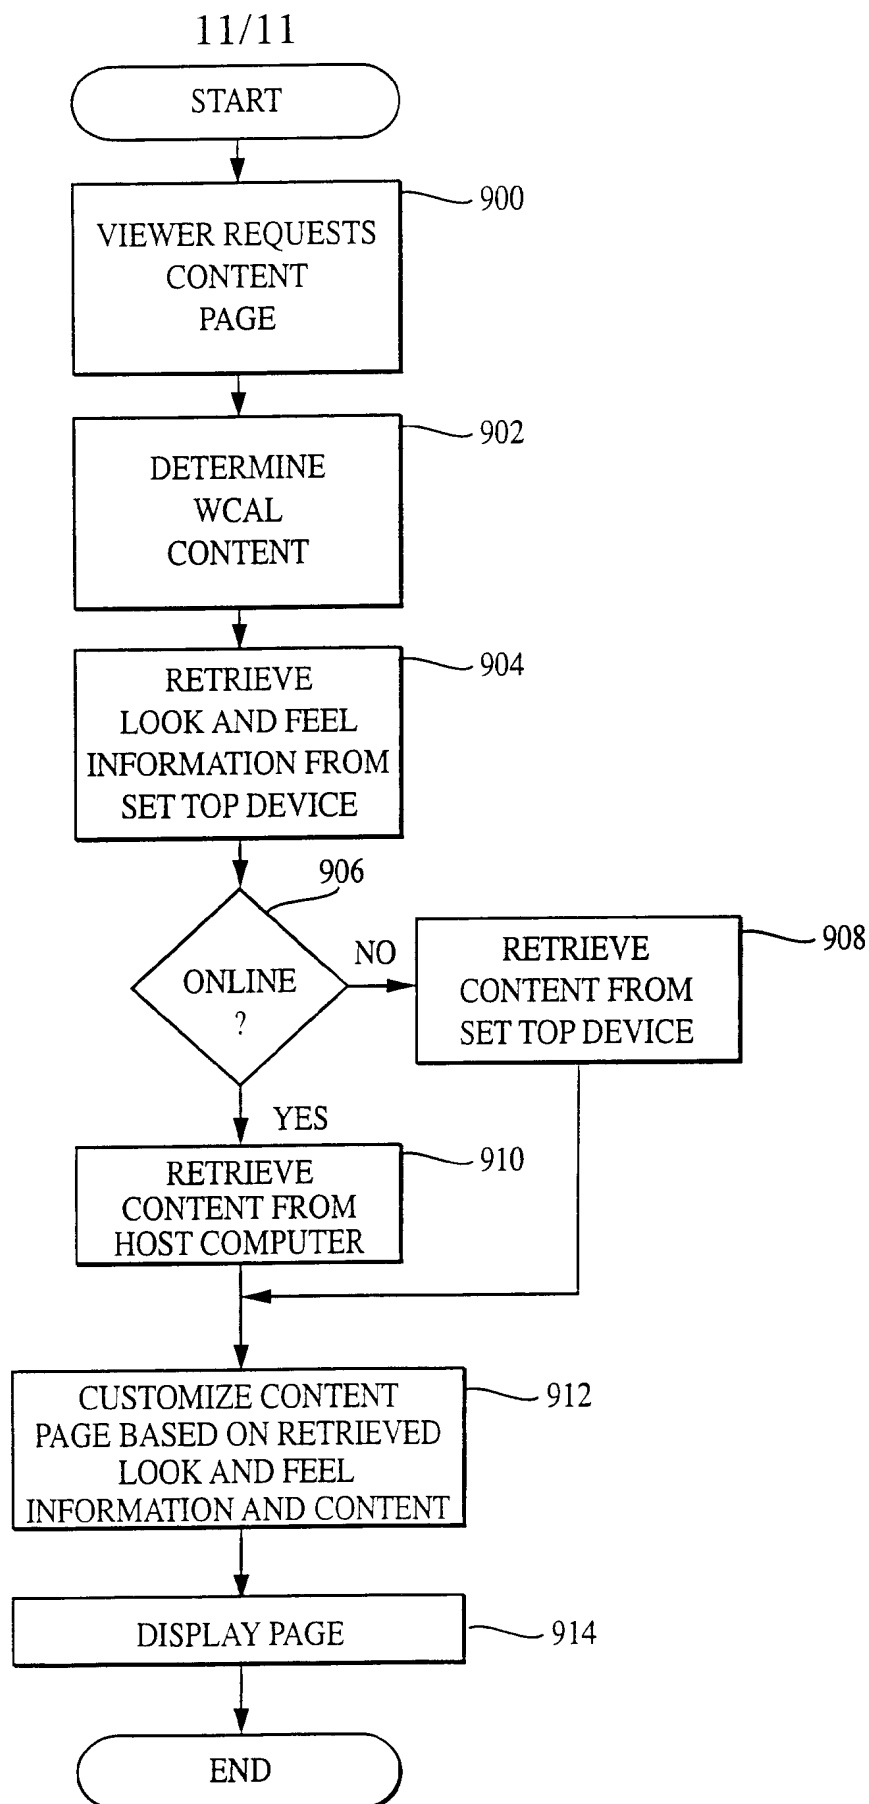 11/11
START
900
VIEWER REQUESTS
CONTENT
PAGE
902
DETERMINE
WCAL
CONTENT
904
RETRIEVE
LOOK AND FEEL
INFORMATION FROM
SET TOP DEVICE
906
ONLINE
?
NO
908
RETRIEVE
CONTENT FROM
SET TOP DEVICE
YES
910
RETRIEVE
CONTENT FROM
HOST COMPUTER
912
CUSTOMIZE CONTENT
PAGE BASED ON RETRIEVED
LOOK AND FEEL
INFORMATION AND CONTENT
DISPLAY PAGE
914
END